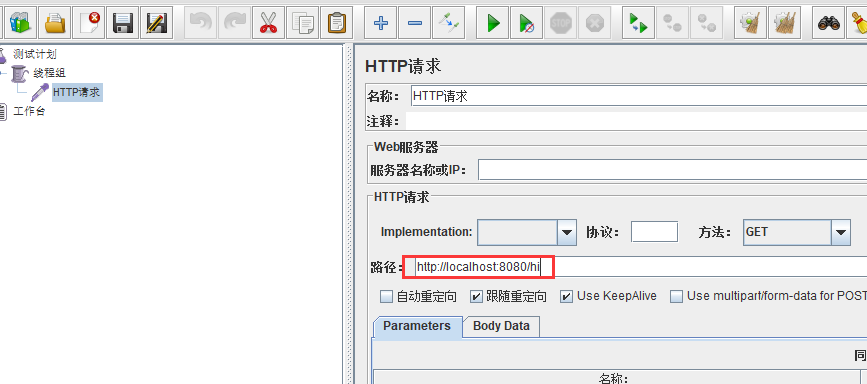 测试计划
线程组
HTTP请求
工作台
HTTP请求
名称： HTTP请求
注释：
Web服务器
服务器名称或IP：
HTTP请求
Implementation: 协议： 方法： GET
路径： http://localhost:8080/hi
自动重定向 跟随重定向 Use KeepAlive Use multipart/form-data for POST
Parameters Body Data
同
名称: